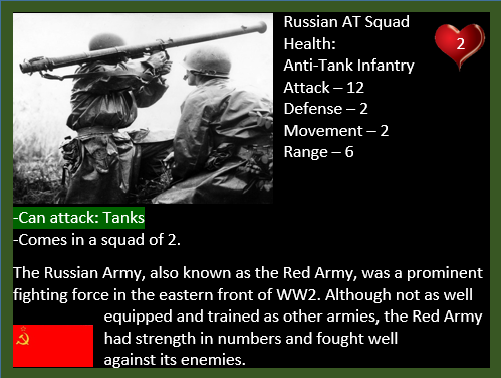 Russian AT Squad
Health:
2
Anti-Tank Infantry
Attack – 12
Defense – 2
Movement – 2
Range – 6
-Can attack: Tanks
-Comes in a squad of 2.
The Russian Army, also known as the Red Army, was a prominent
fighting force in the eastern front of WW2. Although not as well
equipped and trained as other armies, the Red Army
had strength in numbers and fought well
against its enemies.